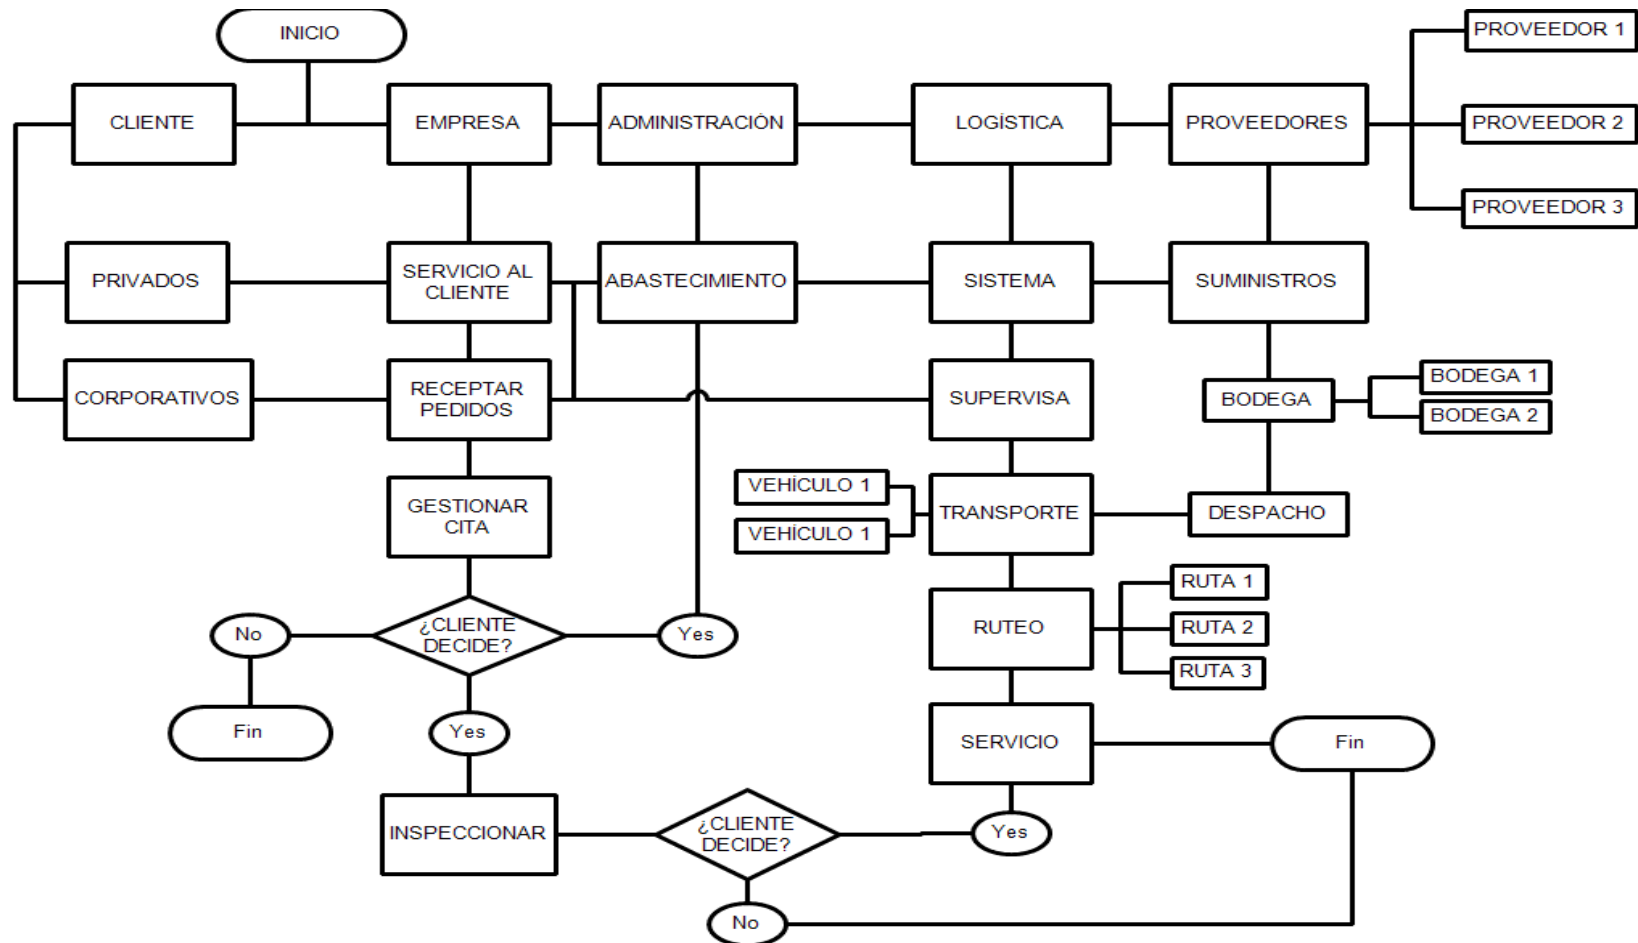 INICIO
PROVEEDOR 1
CLIENTE
EMPRESA
ADMINISTRACIÓN
LOGÍSTICA
PROVEEDORES
PROVEEDOR 2
PROVEEDOR 3
PRIVADOS
SERVICIO AL
CLIENTE
ABASTECIMIENTO
SISTEMA
SUMINISTROS
CORPORATIVOS
RECEPTAR
PEDIDOS
SUPERVISA
BODEGA
BODEGA 1
BODEGA 2
GESTIONAR
CITA
VEHÍCULO 1
VEHÍCULO 1
TRANSPORTE
DESPACHO
No
¿CLIENTE
DECIDE?
Yes
RUTEO
RUTA 1
RUTA 2
RUTA 3
Fin
Yes
SERVICIO
Fin
INSPECCIONAR
¿CLIENTE
DECIDE?
Yes
No